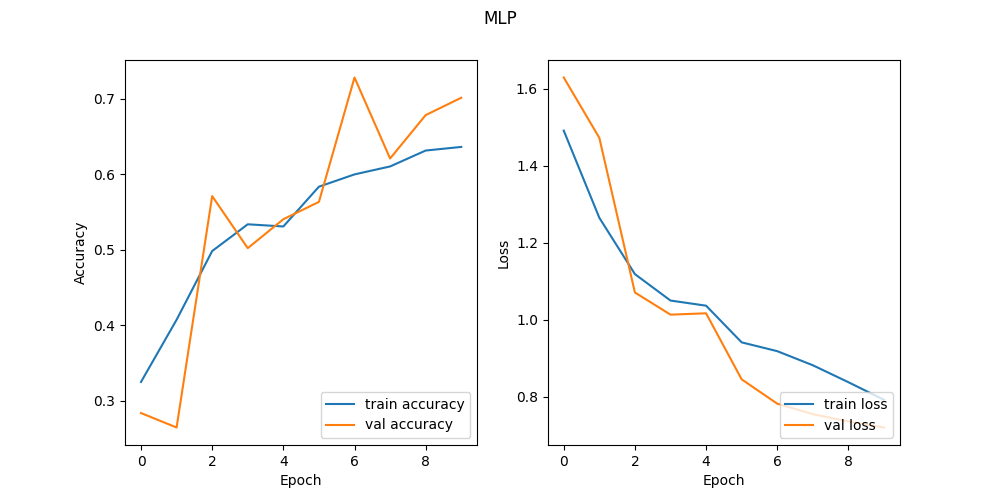 MLP
0.7
0.6
0.5
0.4
0.3
Accuracy
0 2 4 6 8
Epoch
train accuracy
val accuracy
1.6
1.4
1.2
1.0
0.8
Loss
0 2 4 6 8
Epoch
train loss
val loss